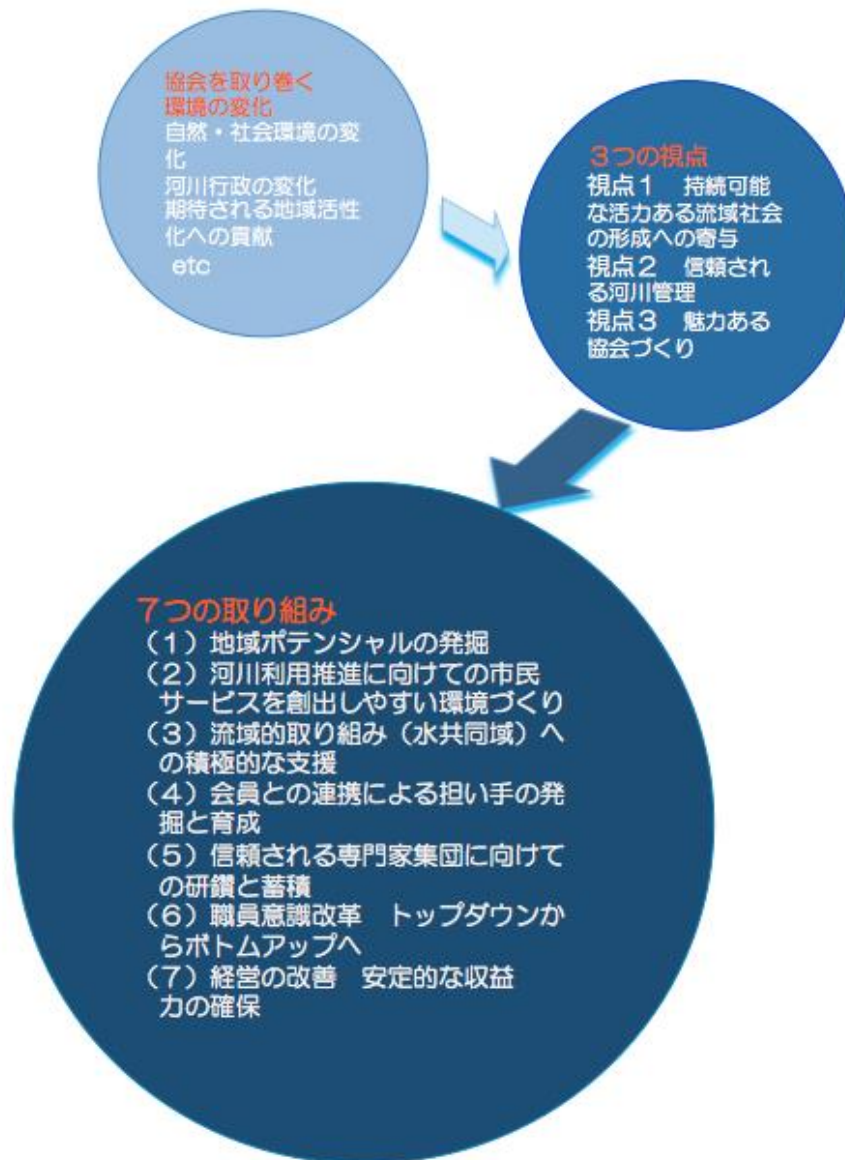 協会を取り巻く
環境の変化
自然・社会環境の変
化
河川行政の変化
期待される地域活性
化への貢献
etc
3つの視点
視点1　持続可能
な活力ある流域社会
の形成への寄与
視点2　信頼され
る河川管理
視点3　魅力ある
協会づくり
7つの取り組み
（1）地域ポテンシャルの発掘
（2）河川利用推進に向けての市民
サービスを創出しやすい環境づくり
（3）流域的取り組み（水共同域）へ
の積極的な支援
（4）会員との連携による担い手の発
掘と育成
（5）信頼される専門家集団に向けて
の研鑽と蓄積
（6）職員意識改革　トップダウンか
らボトムアップへ
（7）経営の改善　安定的な収益
力の確保